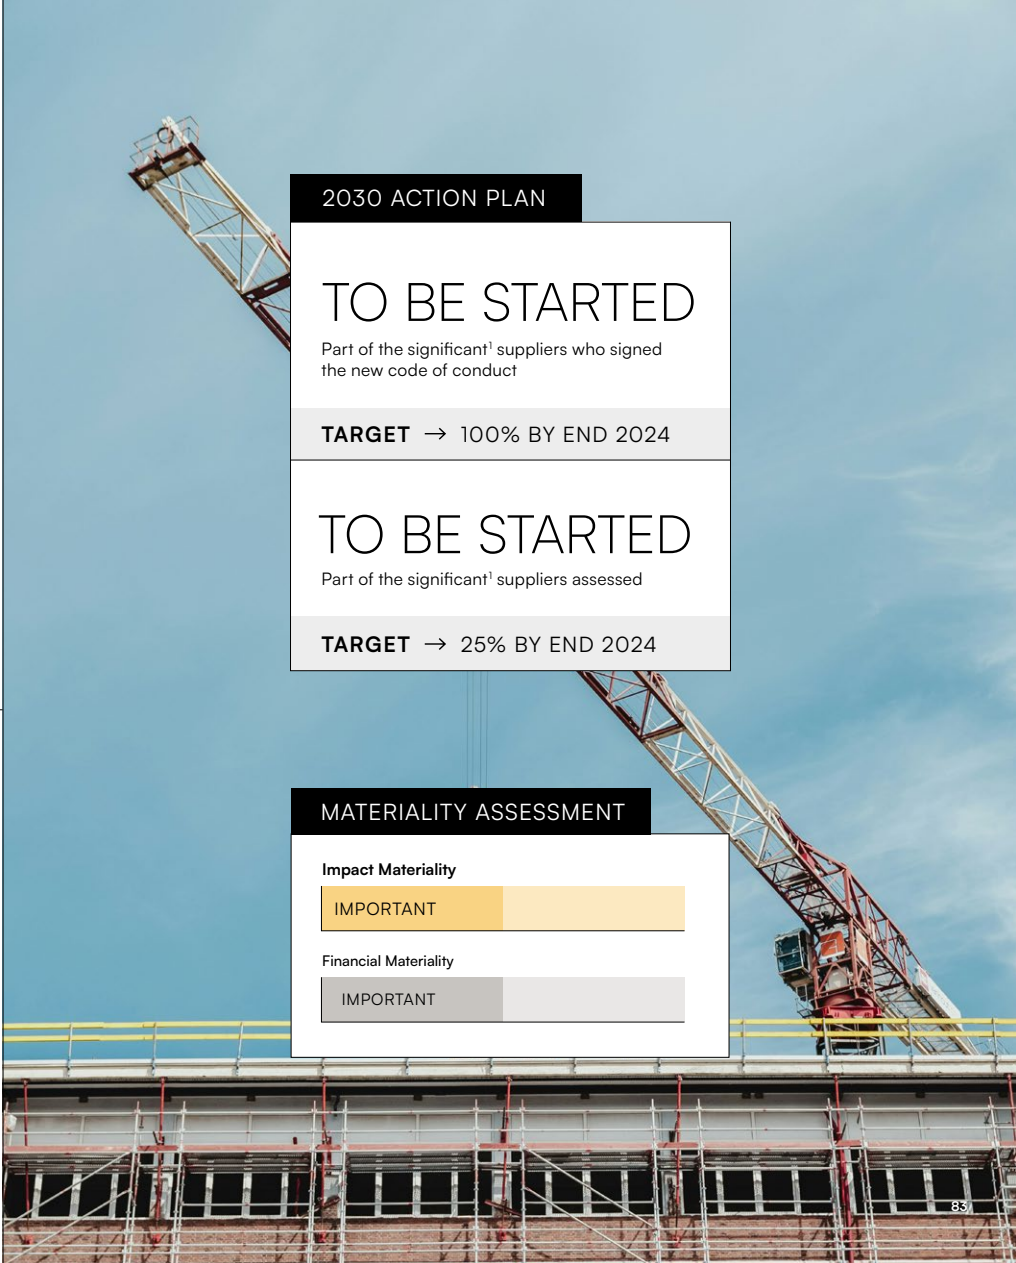 2030 ACTION PLAN
TO BE STARTED
Part of the significant¹ suppliers who signed
the new code of conduct
TARGET → 100% BY END 2024
TO BE STARTED
Part of the significant¹ suppliers assessed
TARGET → 25% BY END 2024
MATERIALITY ASSESSMENT
Impact Materiality
IMPORTANT
Financial Materiality
IMPORTANT
83